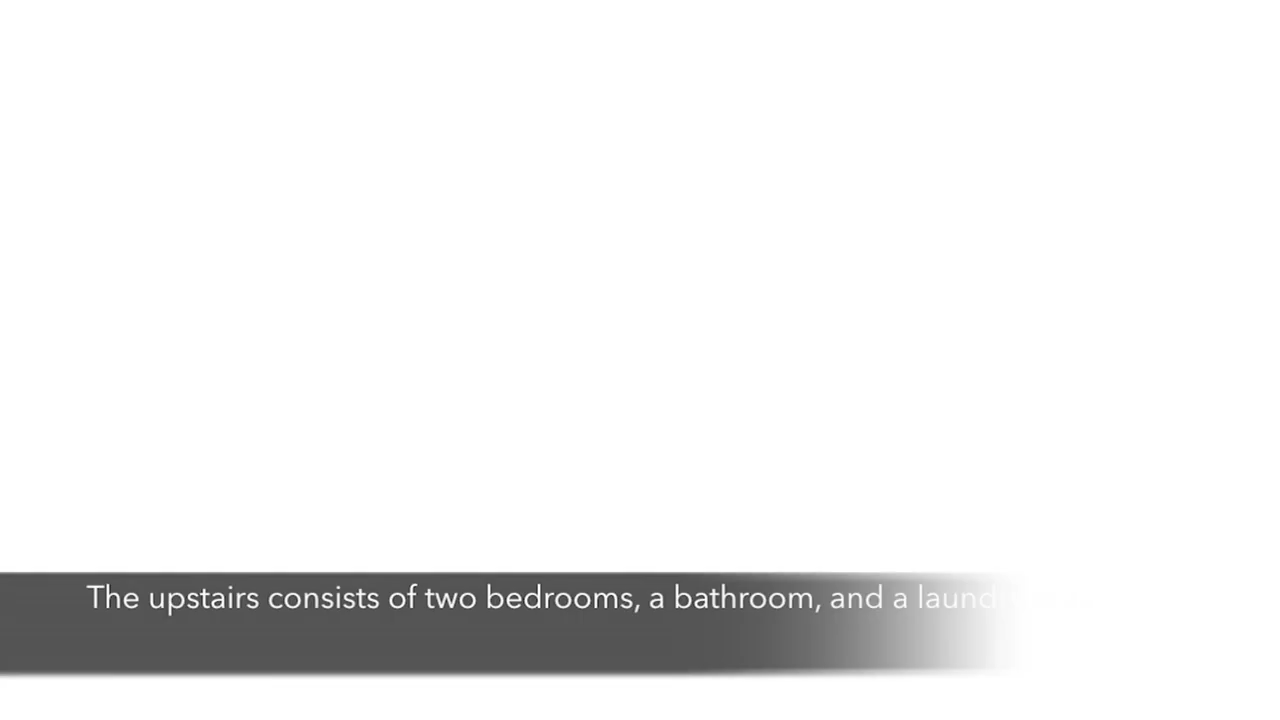 The upstairs consists of two bedrooms, a bathroom, and a